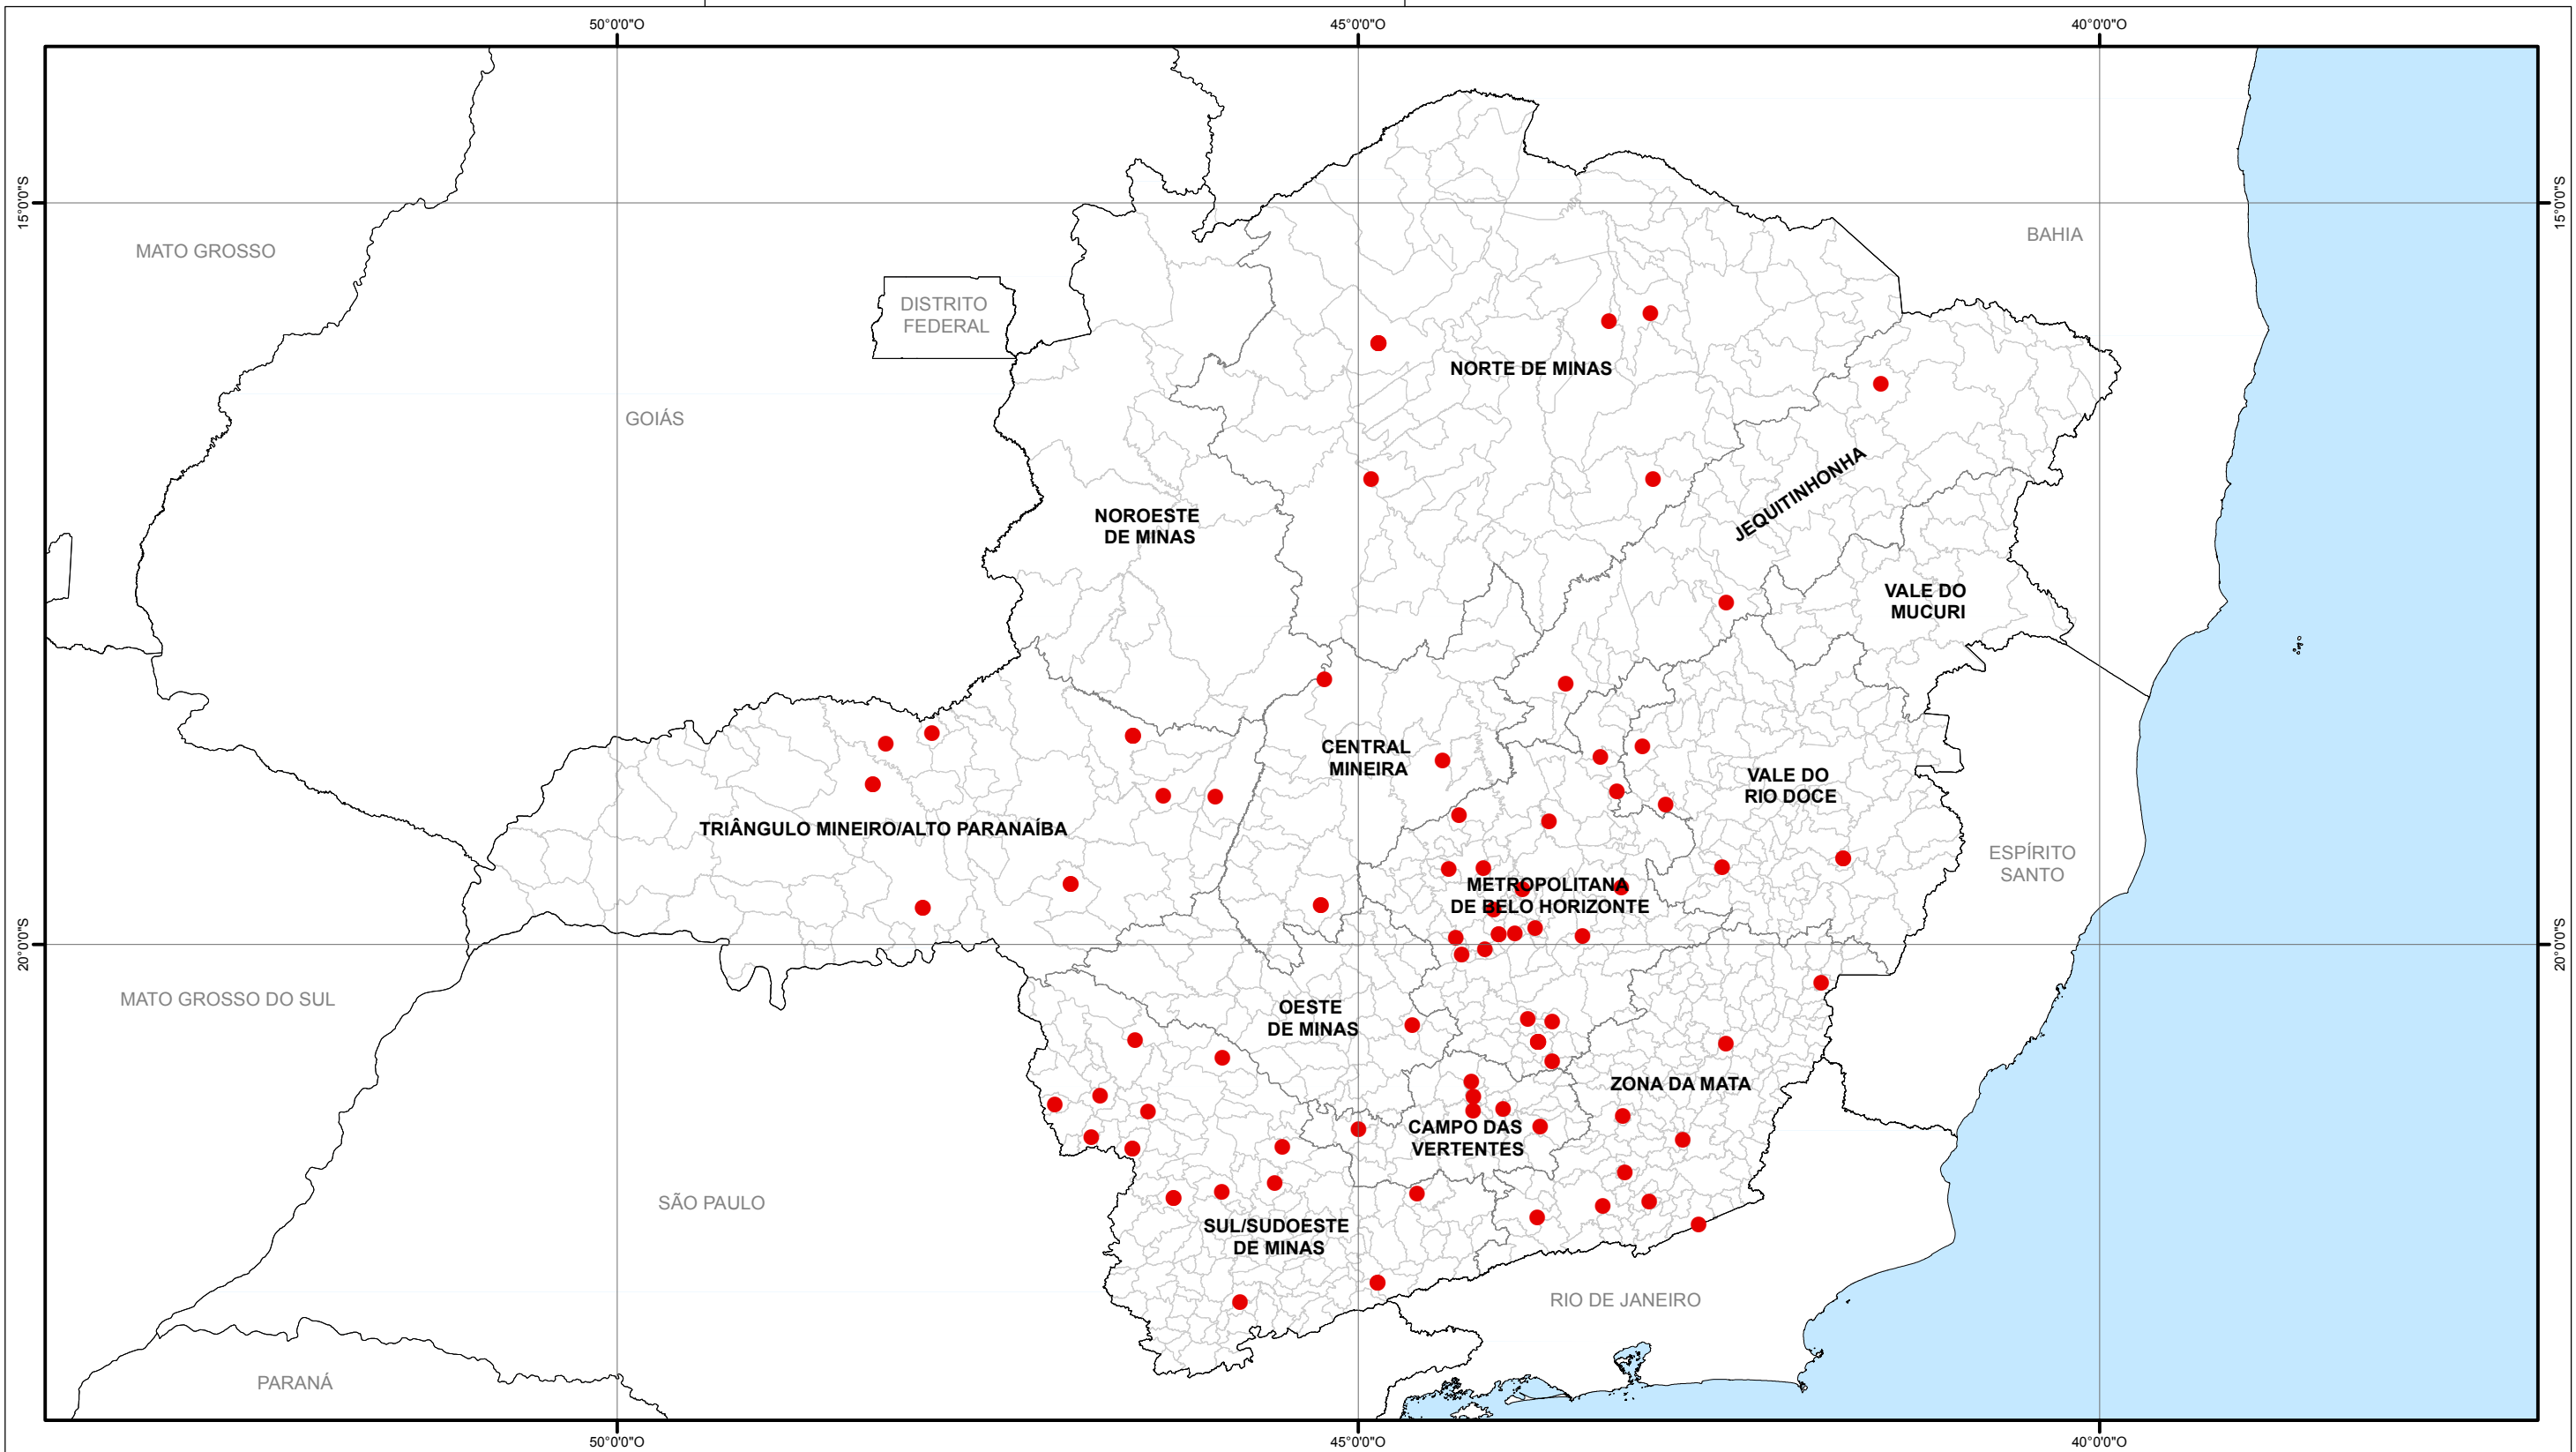 50°0'0"O
45°0'0"O
40°0'0"O
15°0'0"S
15°0'0"S
MATO GROSSO
BAHIA
DISTRITO
FEDERAL
NORTE DE MINAS
GOIÁS
JEQUITINHONHA
NOROESTE
DE MINAS
VALE DO
MUCURI
CENTRAL
MINEIRA
VALE DO
RIO DOCE
TRIÂNGULO MINEIRO/ALTO PARANAÍBA
ESPÍRITO
SANTO
METROPOLITANA
DE BELO HORIZONTE
20°0'0"S
20°0'0"S
MATO GROSSO DO SUL
OESTE
DE MINAS
ZONA DA MATA
CAMPO DAS
VERTENTES
SÃO PAULO
SUL/SUDOESTE
DE MINAS
RIO DE JANEIRO
PARANÁ
50°0'0"O
45°0'0"O
40°0'0"O